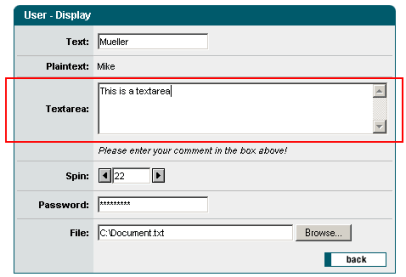 User - Display
Text: Mueller
Plaintext: Mike
Textarea: This is a textarea
Please enter your comment in the box above!
Spin: 22
Password: *********
File: C:\Document.txt Browse...
back